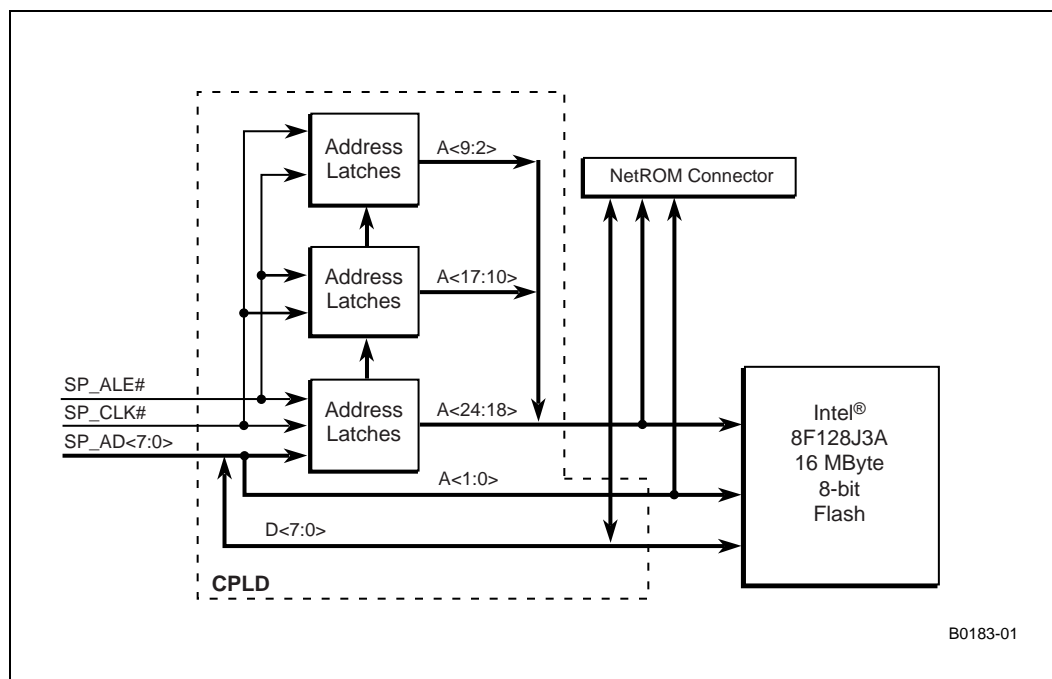 Address
Latches
A<9:2>
NetROM Connector
Address
Latches
A<17:10>
SP_ALE#
SP_CLK#
SP_AD<7:0>
Address
Latches
A<24:18>
A<1:0>
D<7:0>
CPLD
Intel®
8F128J3A
16 MByte
8-bit
Flash
B0183-01